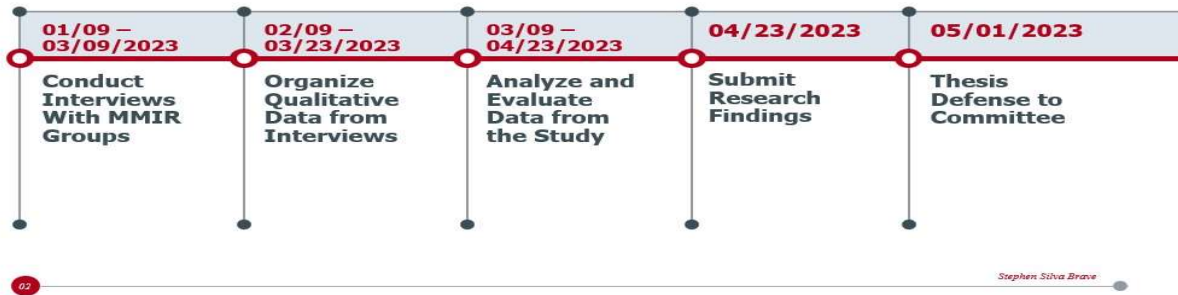 01/09 –
03/09/2023
Conduct
Interviews
With MMIR
Groups
02/09 –
03/23/2023
Organize
Qualitative
Data from
Interviews
03/09 –
04/23/2023
Analyze and
Evaluate
Data from
the Study
04/23/2023
Submit
Research
Findings
05/01/2023
Thesis
Defense to
Committee
02
Stephen Silva Brave